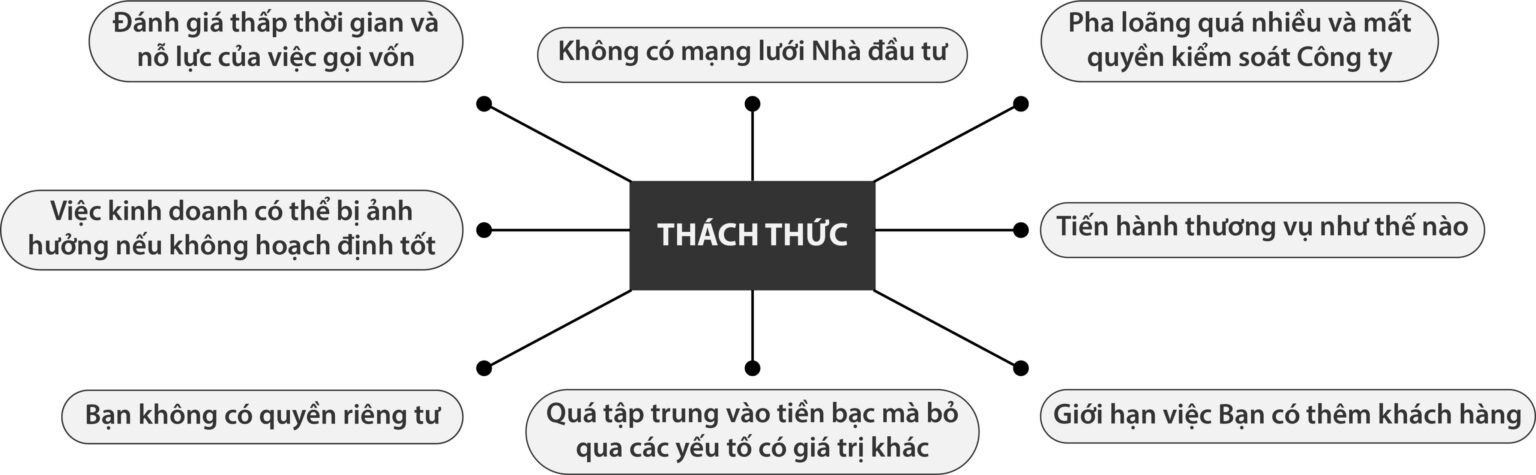 Đánh giá thấp thời gian và
nỗ lực của việc gọi vốn
Không có mạng lưới Nhà đầu tư
Pha loãng quá nhiều và mất
quyền kiểm soát Công ty
Việc kinh doanh có thể bị ảnh
hưởng nếu không hoạch định tốt
THÁCH THỨC
Tiến hành thương vụ như thế nào
Bạn không có quyền riêng tư
Quá tập trung vào tiền bạc mà bỏ
qua các yếu tố có giá trị khác
Giới hạn việc Bạn có thêm khách hàng